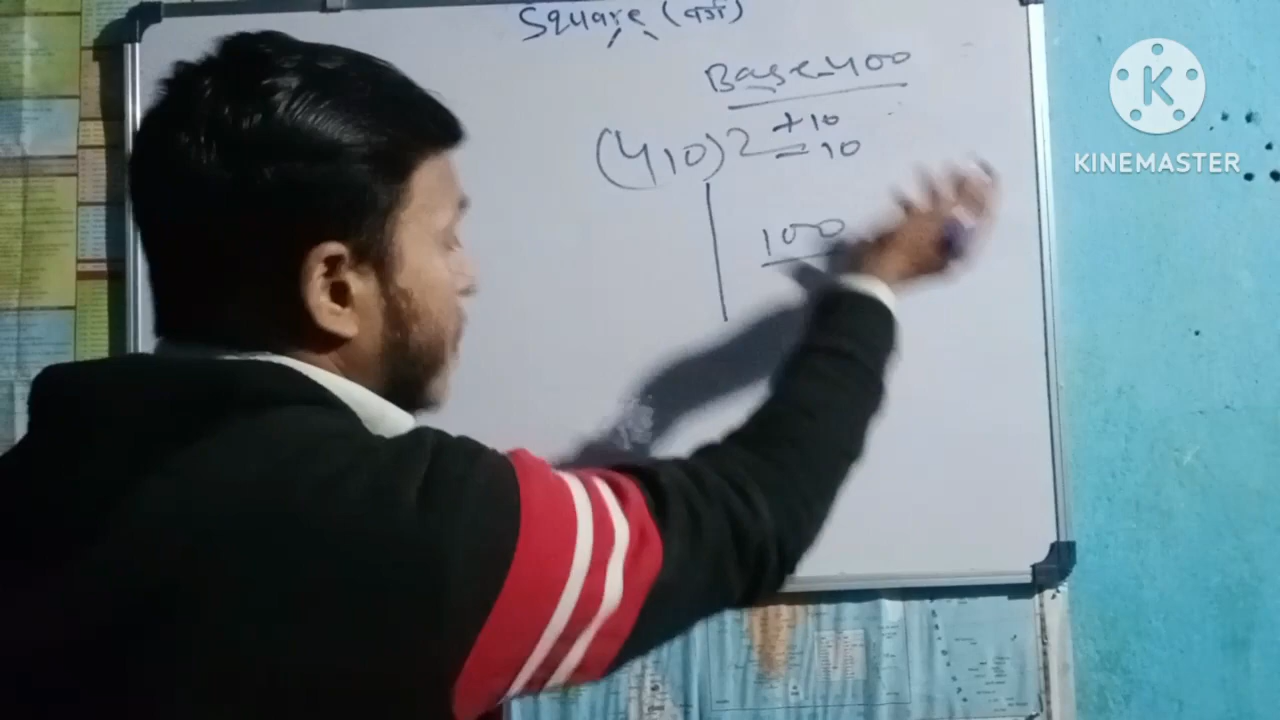 Square (वर्ग)
Base-400
+10
(410)2 = 10
100
KINEMASTER